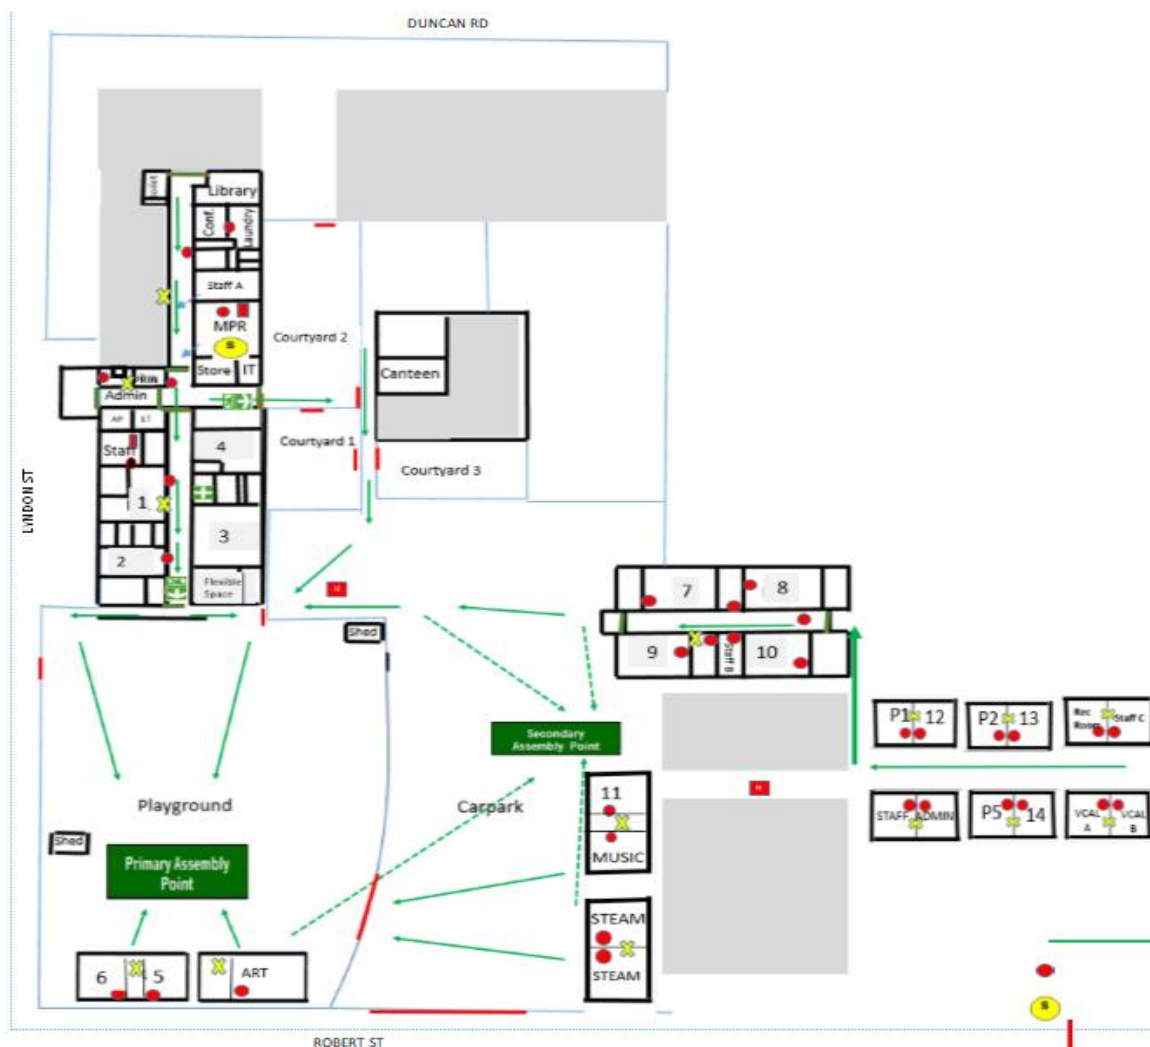 DUNCAN RD
Toilet
Library
Conf.
Laundry
Staff A
MPR
S
Store
IT
Courtyard 2
Canteen
PRIN
Admin
AP
Staff
4
Courtyard 1
Courtyard 3
LYNDON ST
1
3
2
Flexible
Space
7
8
H
Shed
9
Staff B
10
P1
12
P2
13
Rec
Room
Staff C
Secondary
Assembly Point
11
Playground
Carpark
H
STAFF
ADMIN
P5
14
VCAL
A
VCAL
B
Shed
MUSIC
Primary Assembly
Point
STEAM
STEAM
6
5
ART
S
ROBERT ST